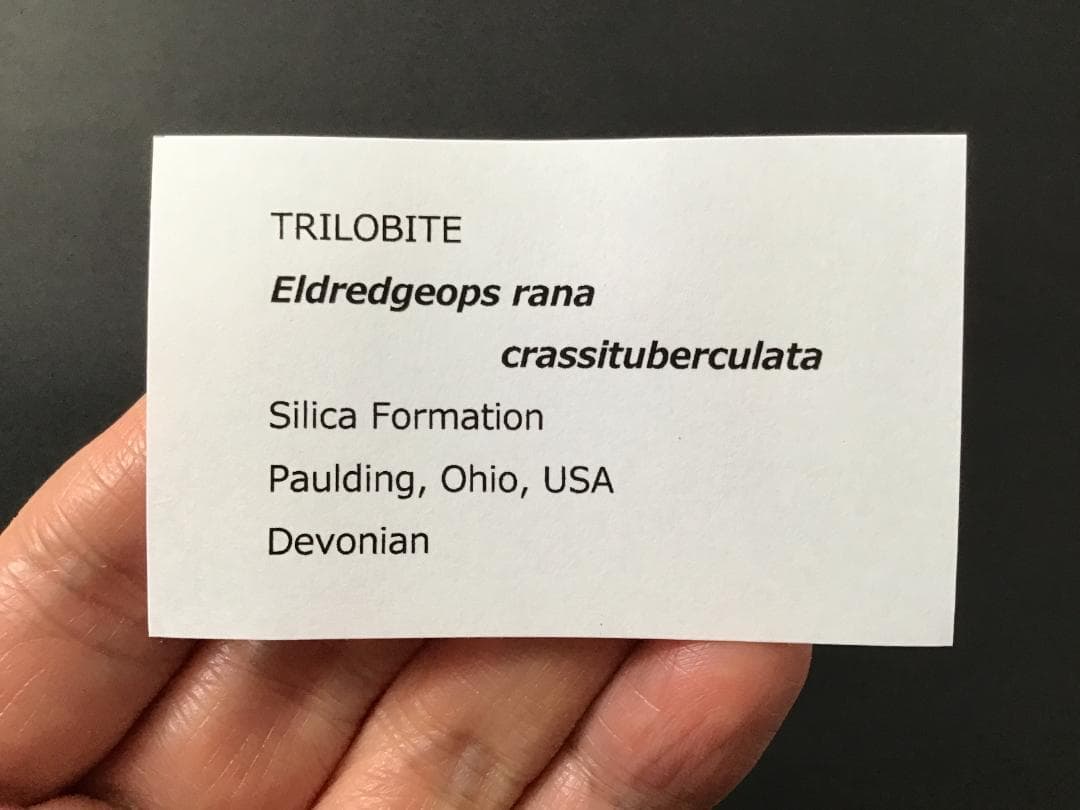 TRILOBITE
Eldredgeops rana
crassituberculata
Silica Formation
Paulding, Ohio, USA
Devonian